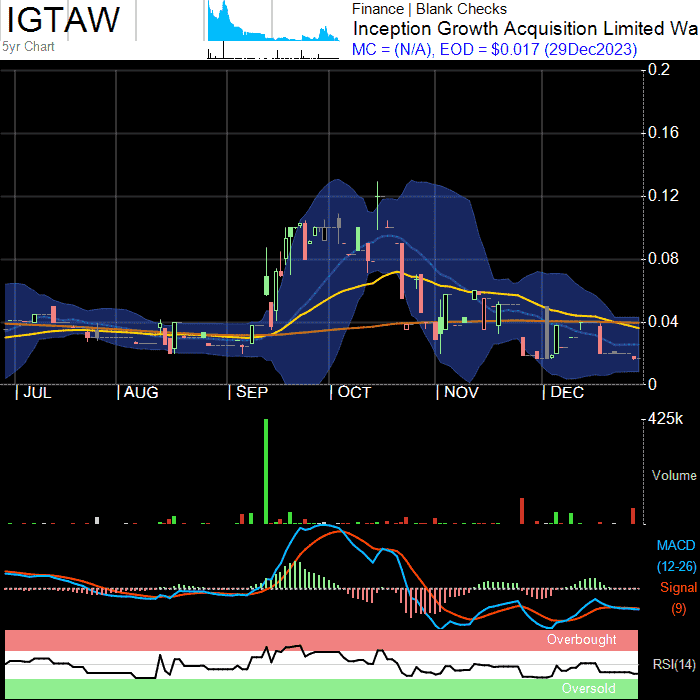 IGTAW
5yr Chart
Finance | Blank Checks
Inception Growth Acquisition Limited Wa
MC = (N/A), EOD = $0.017 (29Dec2023)
0.2
0.16
0.12
0.08
0.04
0
JUL AUG SEP OCT NOV DEC
425k
Volume
MACD
(12-26)
Signal
(9)
Overbought
RSI(14)
Oversold